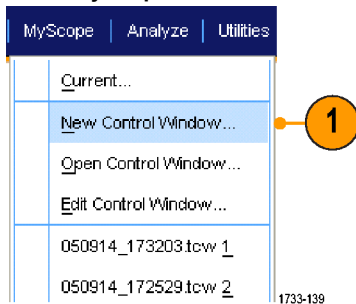 MyScope | Analyze | Utilities
Current...
New Control Window...
1
Open Control Window...
Edit Control Window...
050914_173203.tcw 1
050914_172529.tcw 2
1733-139